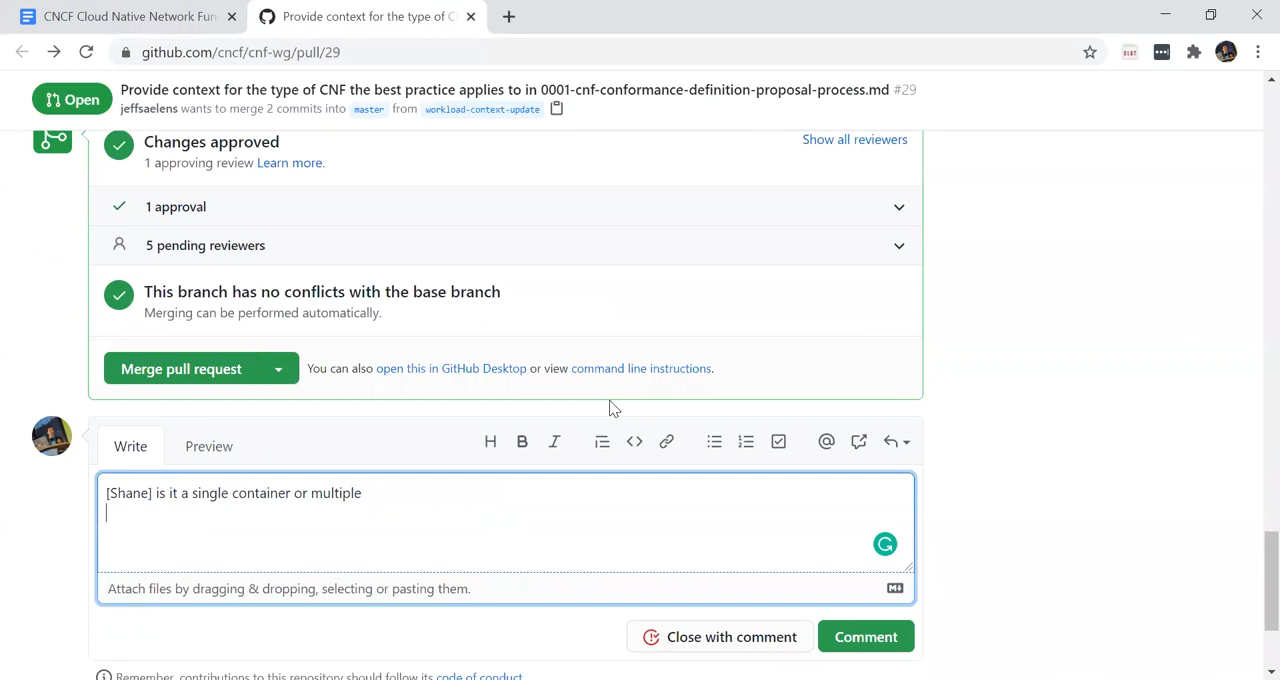 CNCF Cloud Native Network Fun
Provide context for the type of C
github.com/cncf/cnf-wg/pull/29
Open
Provide context for the type of CNF the best practice applies to in 0001-cnf-conformance-definition-proposal-process.md #29
jeffsaelens wants to merge 2 commits into master from workload-context-update
Changes approved
Show all reviewers
1 approving review Learn more.
1 approval
5 pending reviewers
This branch has no conflicts with the base branch
Merging can be performed automatically.
Merge pull request
You can also open this in GitHub Desktop or view command line instructions.
Write
Preview
[Shane] is it a single container or multiple
Attach files by dragging & dropping, selecting or pasting them.
Close with comment
Comment
Remember, contributions to this repository should follow its code of conduct